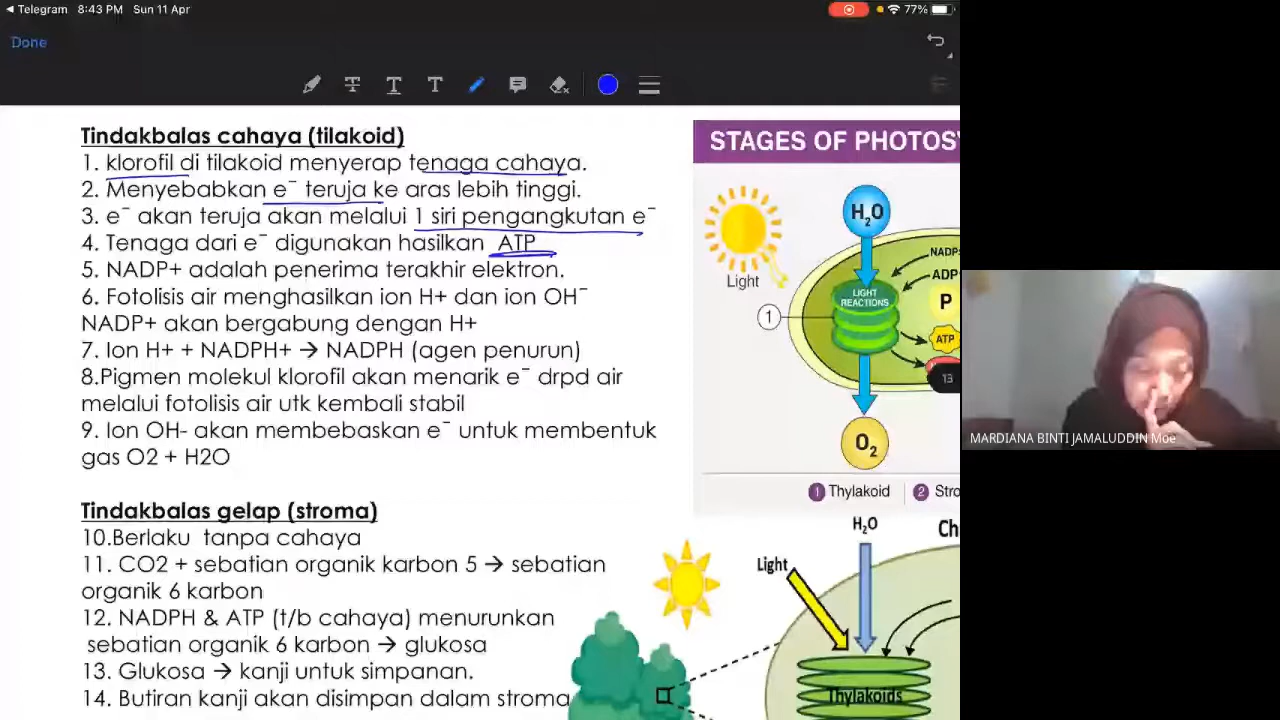 Telegram 8:43 PM Sun 11 Apr 77%
Done
Tindakbalas cahaya (tilakoid)
1. klorofil di tilakoid menyerap tenaga cahaya.
2. Menyebabkan e⁻ teruja ke aras lebih tinggi.
3. e⁻ akan teruja akan melalui 1 siri pengangkutan e⁻
4. Tenaga dari e⁻ digunakan hasilkan ATP
5. NADP+ adalah penerima terakhir elektron.
6. Fotolisis air menghasilkan ion H+ dan ion OH⁻
NADP+ akan bergabung dengan H+
7. Ion H+ + NADPH+ → NADPH (agen penurun)
8.Pigmen molekul klorofil akan menarik e⁻ drpd air
melalui fotolisis air utk kembali stabil
9. Ion OH- akan membebaskan e⁻ untuk membentuk
gas O2 + H2O
Tindakbalas gelap (stroma)
10.Berlaku tanpa cahaya
11. CO2 + sebatian organik karbon 5 → sebatian
organik 6 karbon
12. NADPH & ATP (t/b cahaya) menurunkan
sebatian organik 6 karbon → glukosa
13. Glukosa → kanji untuk simpanan.
14. Butiran kanji akan disimpan dalam stroma
STAGES OF PHOTOSY
H₂O
Light
NADP
ADP
LIGHT
REACTIONS
P
1
ATP
13
O₂
1 Thylakoid
2 Stro
H₂O
Ch
Light
Thylakoids
MARDIANA BINTI JAMALUDDIN Moe